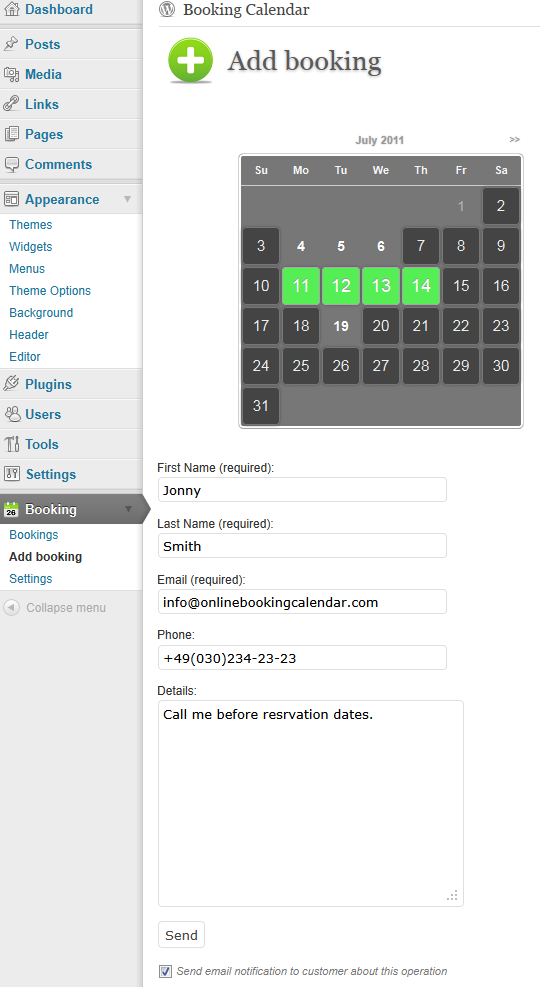 Dashboard
Posts
Media
Links
Pages
Comments
Appearance
Themes
Widgets
Menus
Theme Options
Background
Header
Editor
Plugins
Users
Tools
Settings
26
Booking
Bookings
Add booking
Settings
Collapse menu
Booking Calendar
Add booking
July 2011 >>
Su Mo Tu We Th Fr Sa
1 2
3 4 5 6 7 8 9
10 11 12 13 14 15 16
17 18 19 20 21 22 23
24 25 26 27 28 29 30
31
First Name (required):
Jonny
Last Name (required):
Smith
Email (required):
info@onlinebookingcalendar.com
Phone:
+49(030)234-23-23
Details:
Call me before resrvation dates.
Send
Send email notification to customer about this operation